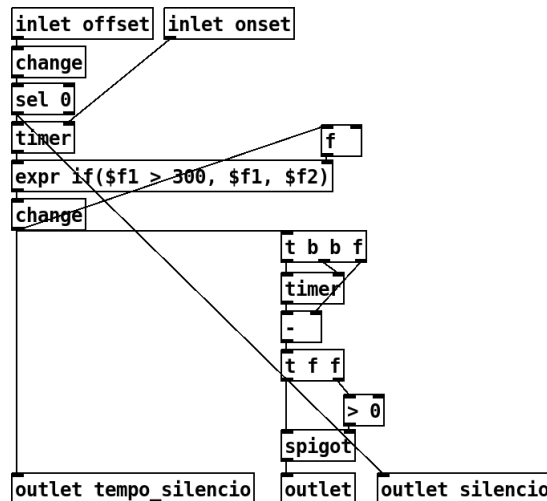 inlet offset
inlet onset
change
sel 0
timer
f
expr if($f1 > 300, $f1, $f2)
change
t b b f
timer
-
t f f
> 0
spigot
outlet tempo_silencio
outlet
outlet silencio